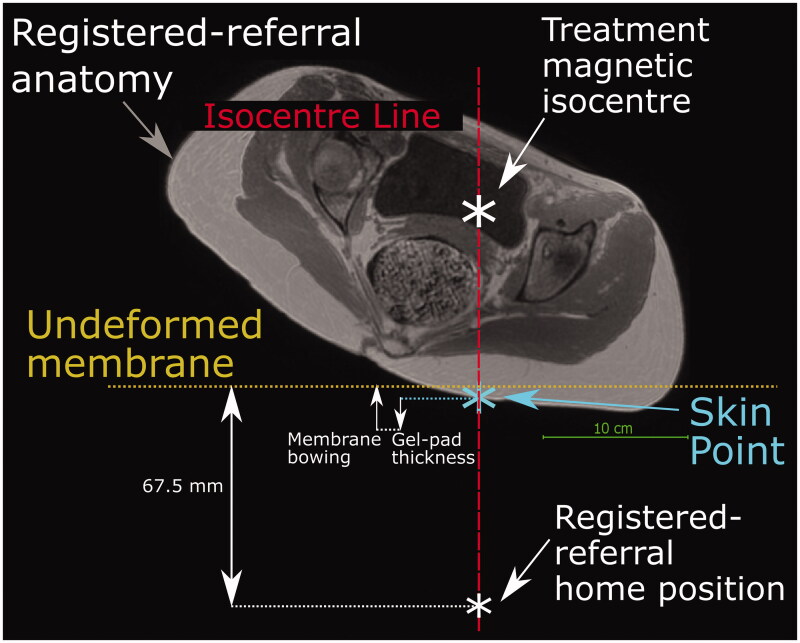 Registered-referral
anatomy
Treatment
magnetic
isocentre
Isocentre Line
Undeformed
membrane
Membrane
bowing
Gel-pad
thickness
10 cm
Skin
Point
67.5 mm
Registered-
referral
home position